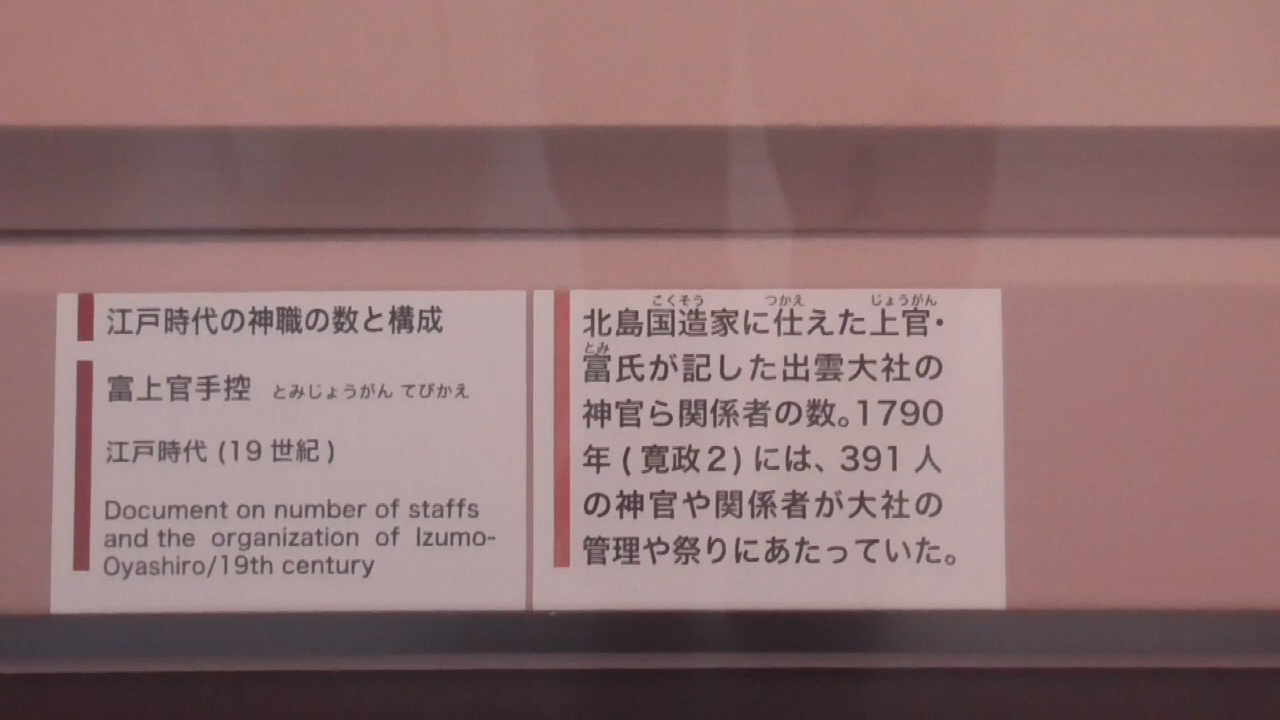 江戸時代の神職の数と構成
富上官手控 とみじょうがん てびかえ
江戸時代 (19 世紀)
Document on number of staffs
and the organization of Izumo-
Oyashiro/19th century
こくそう つかえ じょうがん
北島国造家に仕えた上官・
とみ
富氏が記した出雲大社の
神官ら関係者の数。1790
年 ( 寛政 2 ) には、391 人
の神官や関係者が大社の
管理や祭りにあたっていた。